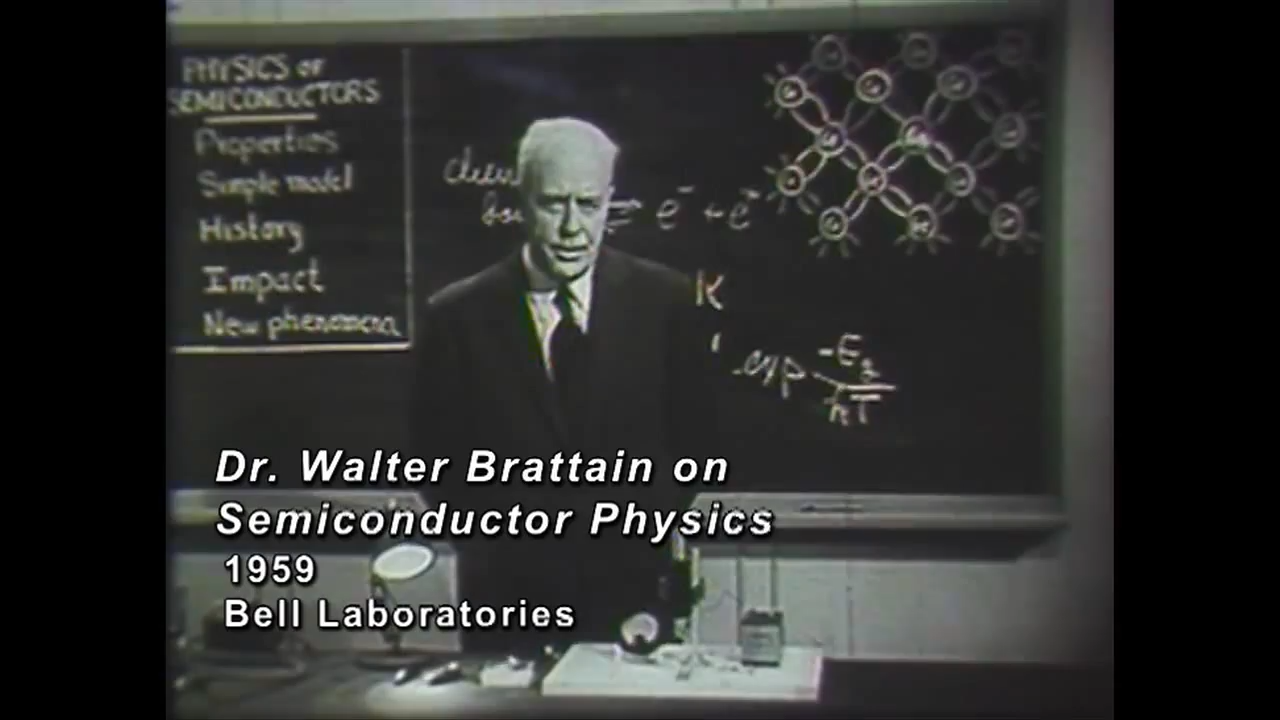 PHYSICS OF
SEMICONDUCTORS
Properties
Simple model
History
Impact
New phenomena
e⁻ + e⁺
K
exp -Eg
kT
Dr. Walter Brattain on
Semiconductor Physics
1959
Bell Laboratories